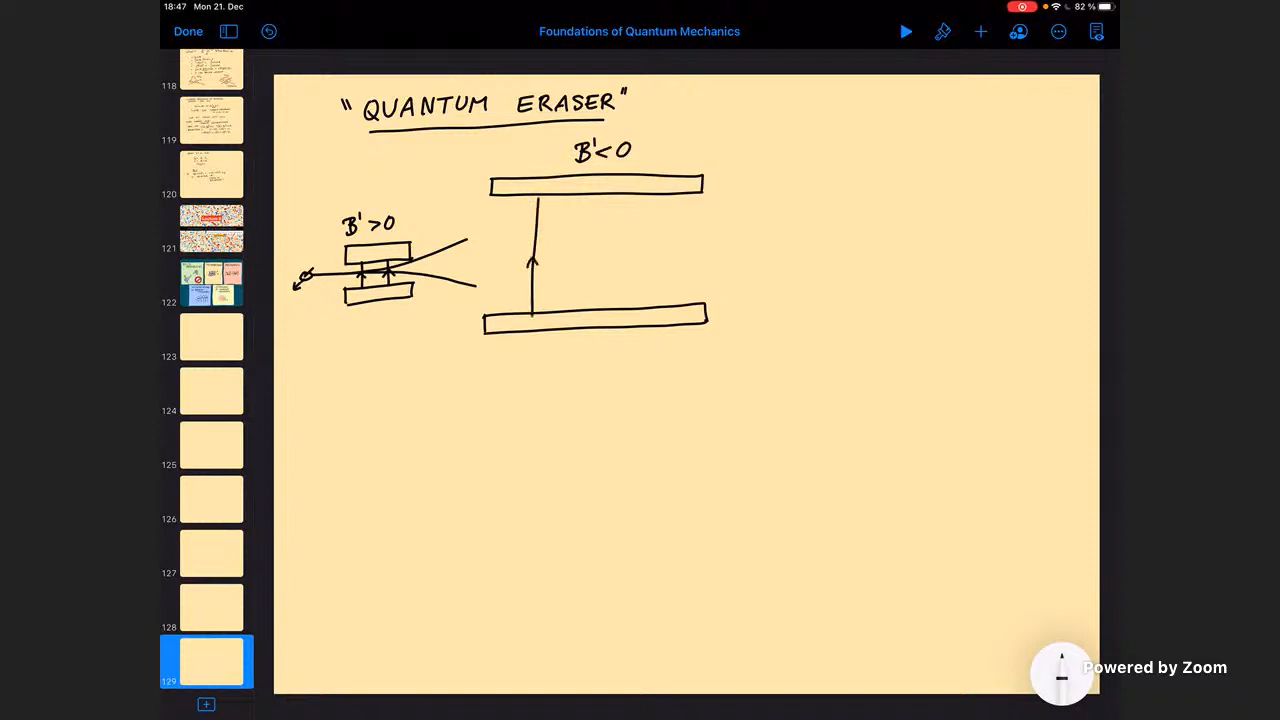 18:47 Mon 21. Dec
82 %
Done
Foundations of Quantum Mechanics
118
119
120
121
122
123
124
125
126
127
128
129
"QUANTUM ERASER"
B'<0
B'>0
Powered by Zoom